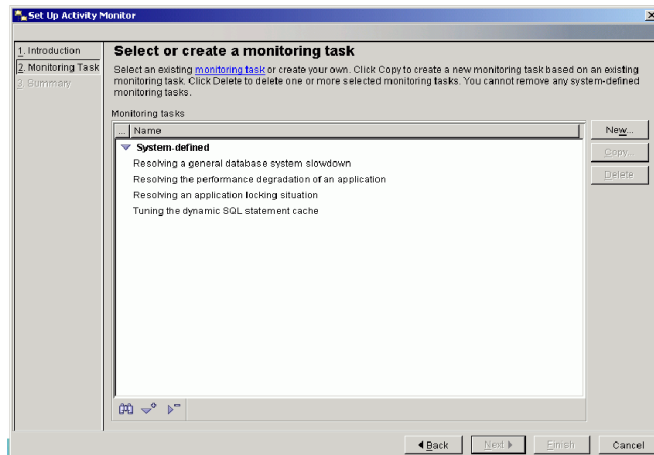 Set Up Activity Monitor
1. Introduction
2. Monitoring Task
3. Summary
Select or create a monitoring task
Select an existing monitoring task or create your own. Click Copy to create a new monitoring task based on an existing
monitoring task. Click Delete to delete one or more selected monitoring tasks. You cannot remove any system-defined
monitoring tasks.
Monitoring tasks
... Name
System-defined
Resolving a general database system slowdown
Resolving the performance degradation of an application
Resolving an application locking situation
Tuning the dynamic SQL statement cache
New...
Copy...
Delete
Back
Next
Finish
Cancel